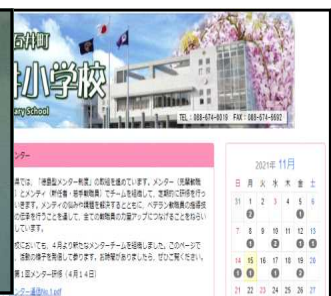 石井町
小学校
ary School
TEL：088-674-0019 FAX：088-674-6692
ンター
県では、「徳島型メンター制度」の取組を進めています。メンター（先輩教職
とメンティ（新任者・若手教職員）でチームを組織して、定期的に研修を行っ
いきます。メンティの悩みや課題を解決するとともに、ベテラン教職員の指導技
の伝承を行うことを通して、全ての教職員の力量アップにつなげることをねらい
しています。
校においても、4月より新たなメンターチームを組織しました。このページで
、活動の様子を発信して参ります。お時間がありましたら、ぜひご覧ください。
第1回メンター研修（4月14日）
ンター通信No.1.pdf
2021年 11月
日 月 火 水 木 金 土
31 1 2 3 4 5 6
7 8 9 10 11 12 13
14 15 16 17 18 19 20
21 22 23 24 25 26 27